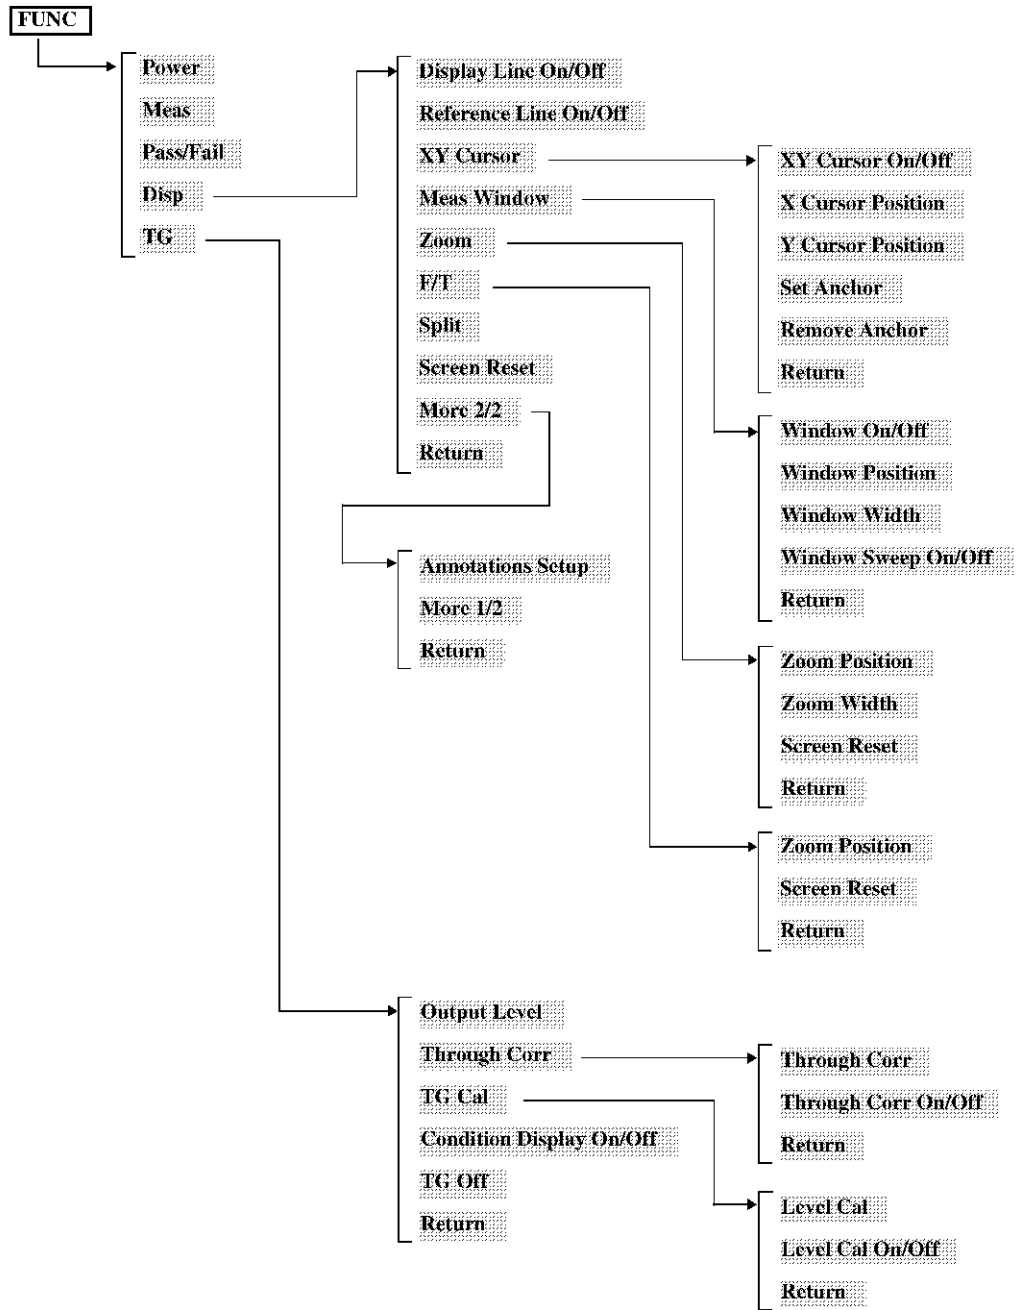 FUNC
Power
Meas
Pass/Fail
Disp
TG
Display Line On/Off
Reference Line On/Off
XY Cursor
Meas Window
Zoom
F/T
Split
Screen Reset
More 2/2
Return
XY Cursor On/Off
X Cursor Position
Y Cursor Position
Set Anchor
Remove Anchor
Return
Window On/Off
Window Position
Window Width
Window Sweep On/Off
Return
Annotations Setup
More 1/2
Return
Zoom Position
Zoom Width
Screen Reset
Return
Zoom Position
Screen Reset
Return
Output Level
Through Corr
TG Cal
Condition Display On/Off
TG Off
Return
Through Corr
Through Corr On/Off
Return
Level Cal
Level Cal On/Off
Return